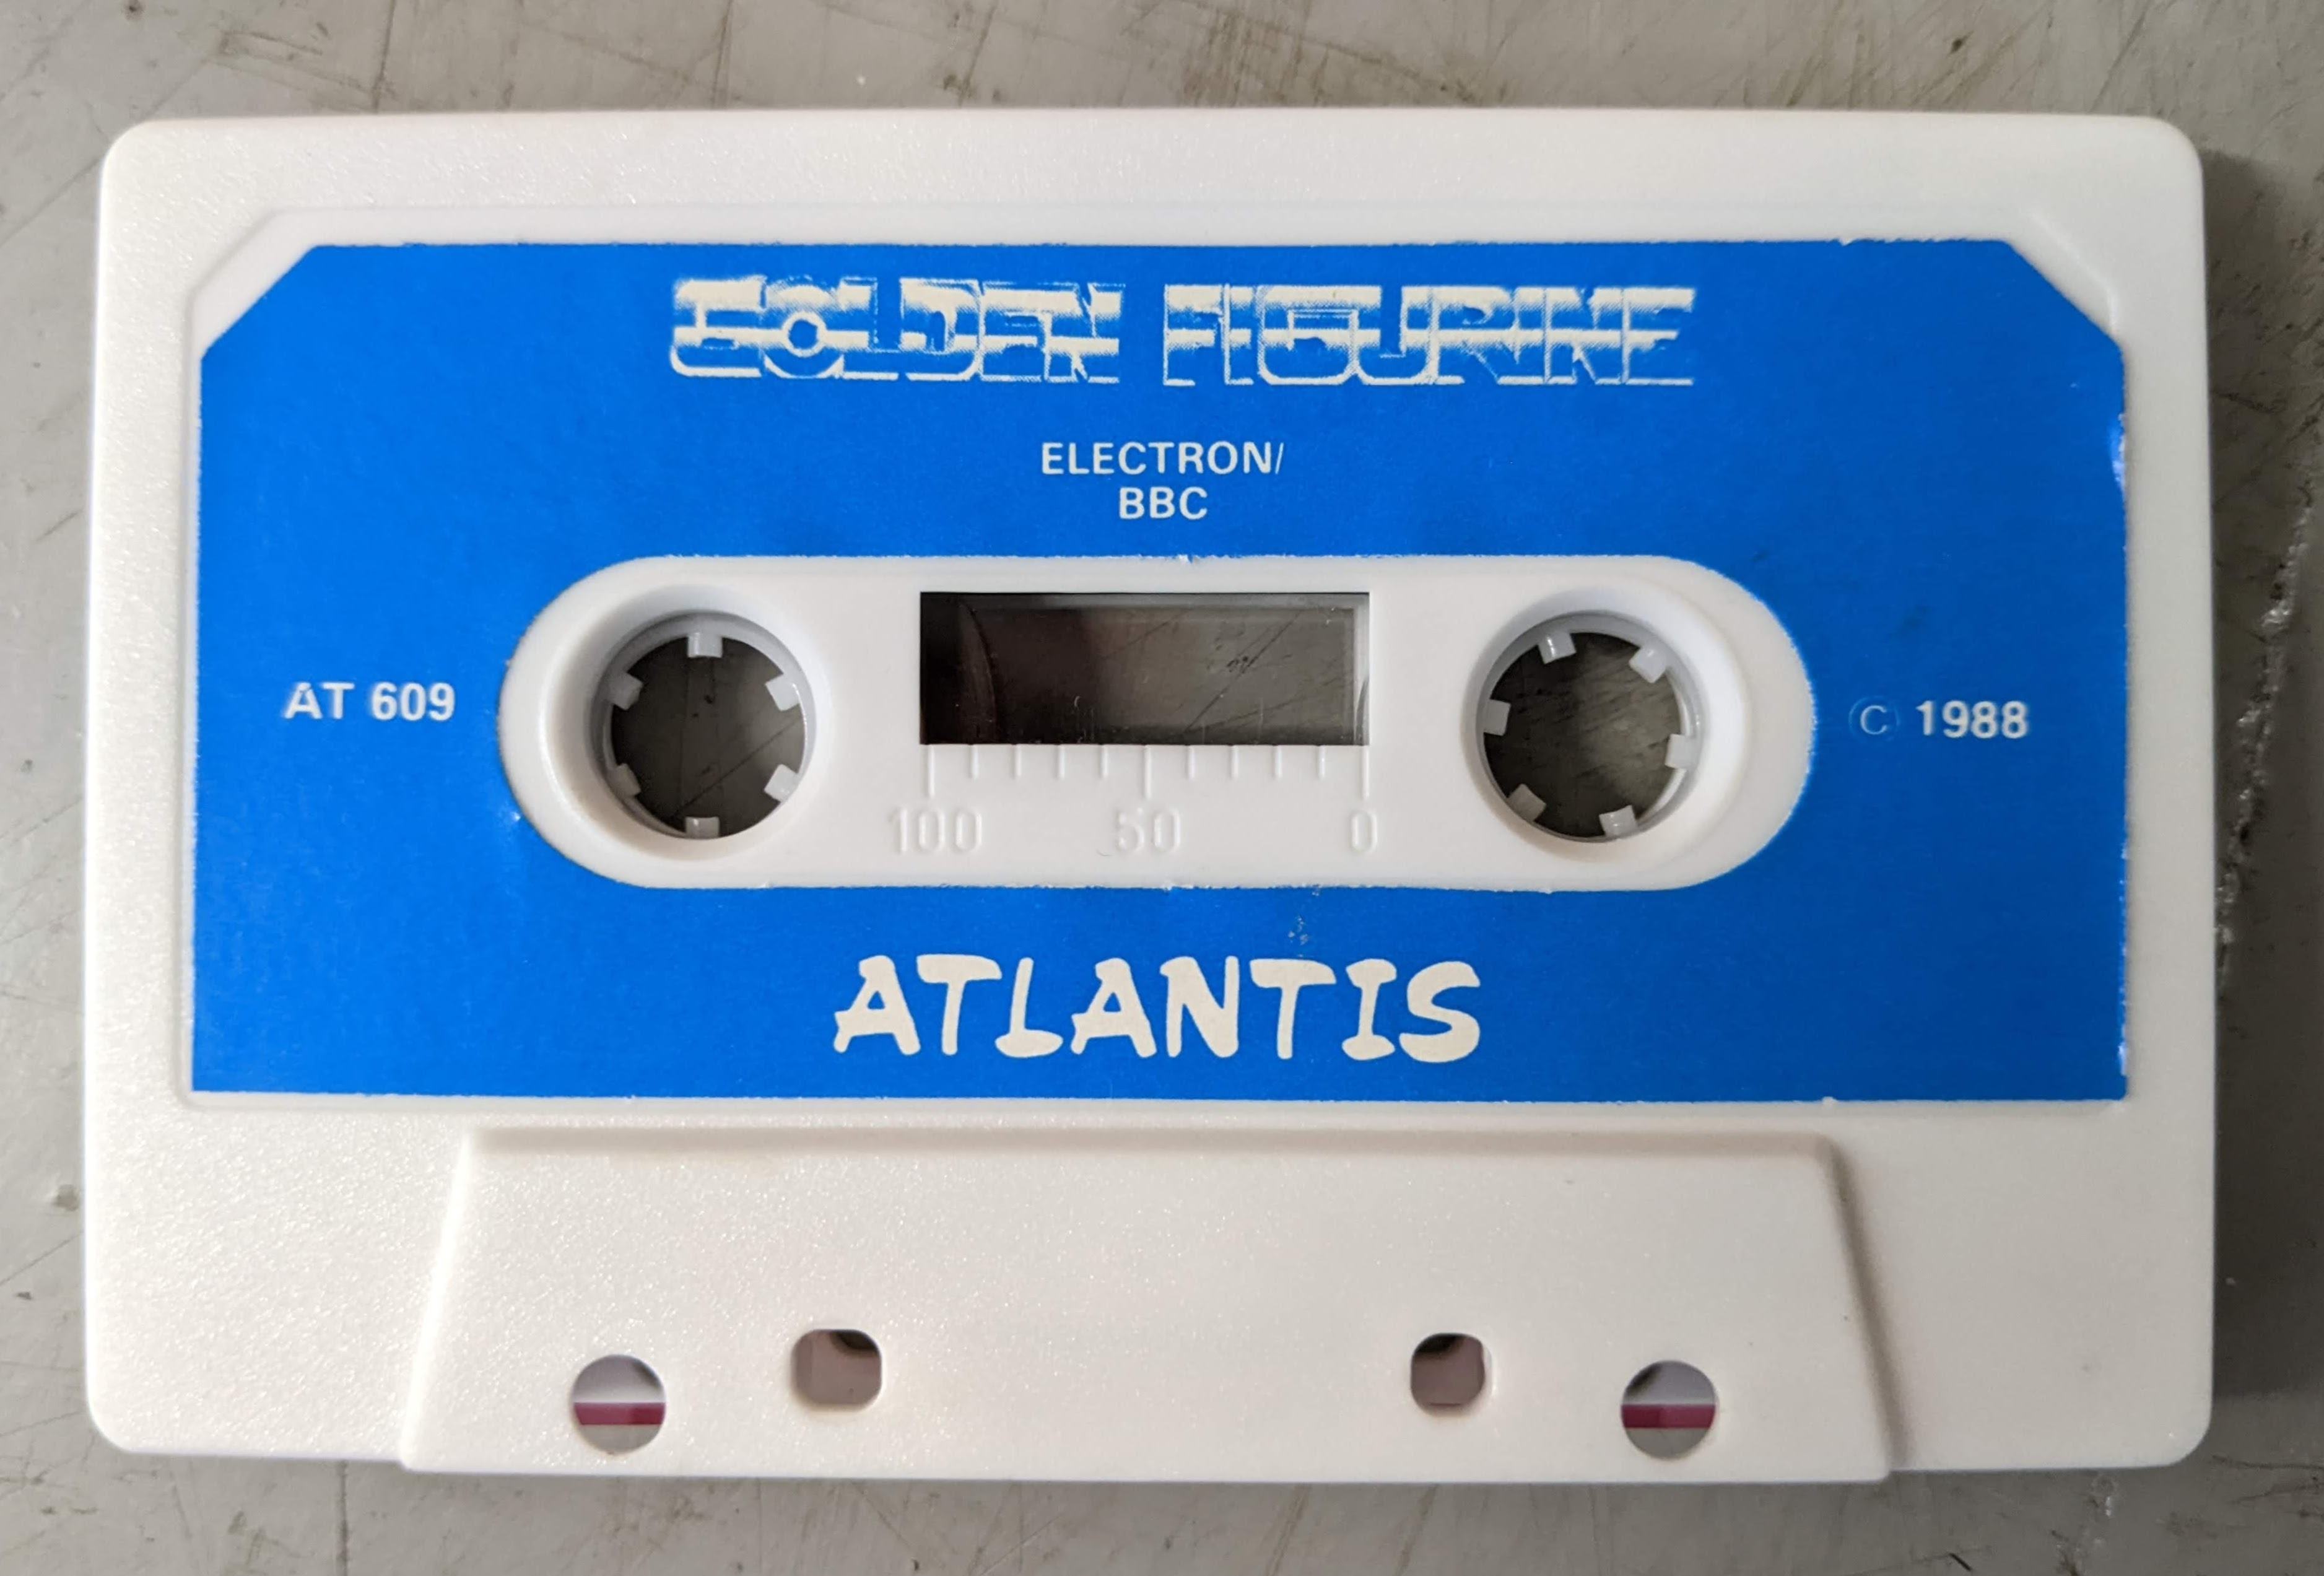 GOLDEN FIGURINE
ELECTRON/
BBC
AT 609
© 1988
100 50 0
ATLANTIS